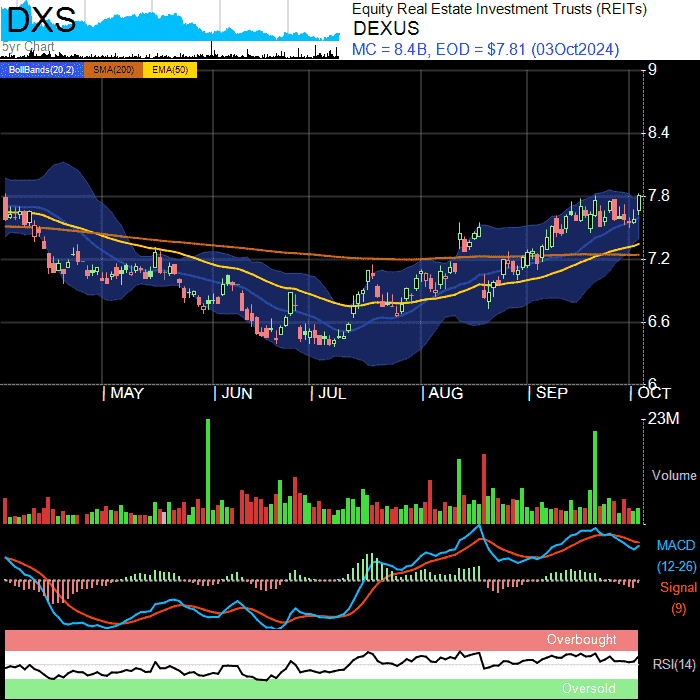 DXS
5yr Chart
Equity Real Estate Investment Trusts (REITs)
DEXUS
MC = 8.4B, EOD = $7.81 (03Oct2024)
BollBands(20,2) SMA(200) EMA(50)
9
8.4
7.8
7.2
6.6
6
MAY JUN JUL AUG SEP OCT
23M
Volume
MACD
(12-26)
Signal
(9)
Overbought
RSI(14)
Oversold